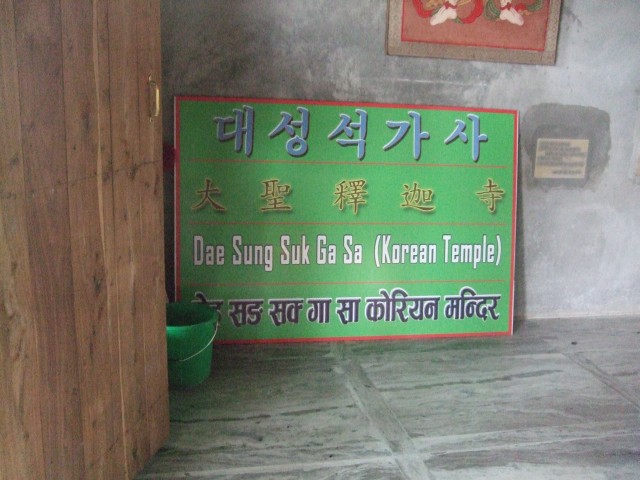 대성석가사
大聖釋迦寺
Dae Sung Suk Ga Sa (Korean Temple)
सङ सक गा सा कोरियन मन्दिर